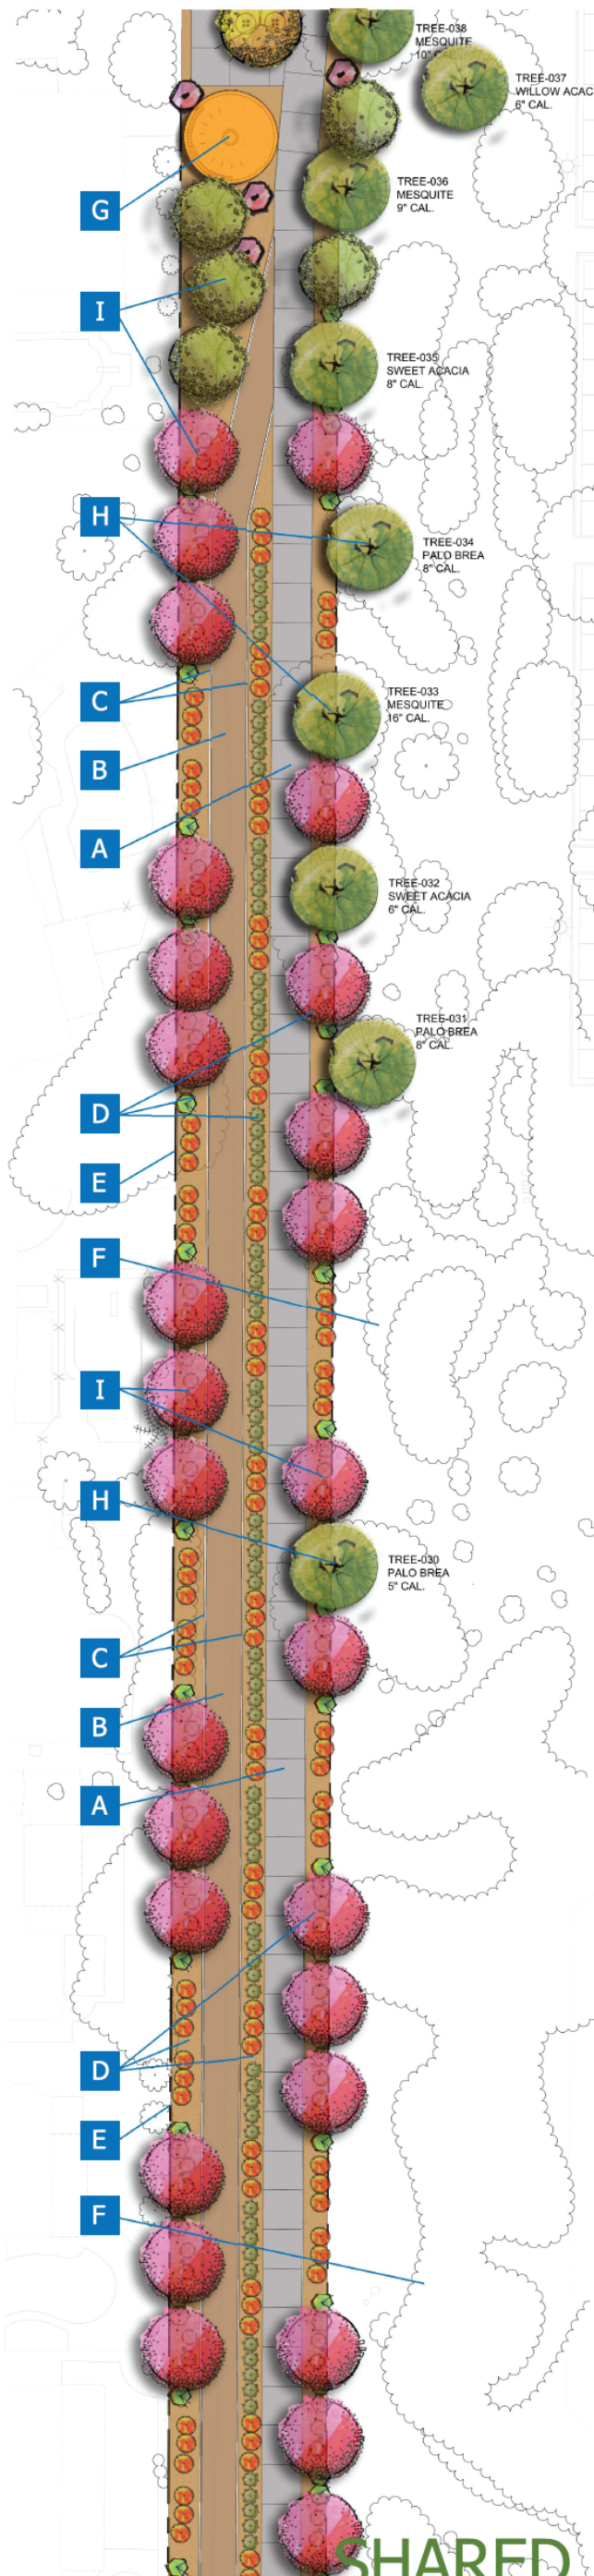 TREE-038
MESQUITE
10" CAL.
TREE-037
WILLOW ACAC
6" CAL.
TREE-036
MESQUITE
9" CAL.
G
I
TREE-035
SWEET ACACIA
8" CAL.
H
TREE-034
PALO BREA
8" CAL.
C
TREE-033
MESQUITE
16" CAL.
B
A
TREE-032
SWEET ACACIA
6" CAL.
TREE-031
PALO BREA
8" CAL.
D
E
F
I
H
TREE-030
PALO BREA
5" CAL.
C
B
A
D
E
F
SHARED